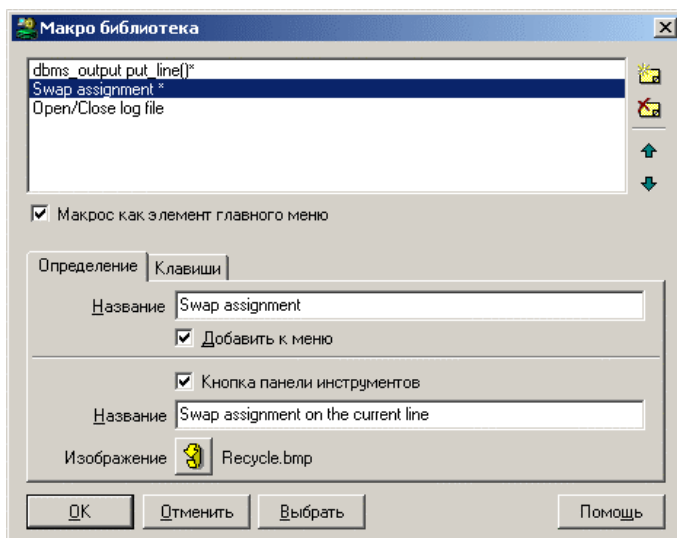 Макро библиотека
dbms_output put_line()*
Swap assignment *
Open/Close log file
Макрос как элемент главного меню
Определение Клавиши
Название Swap assignment
Добавить к меню
Кнопка панели инструментов
Название Swap assignment on the current line
Изображение Recycle.bmp
OK Отменить Выбрать Помощь